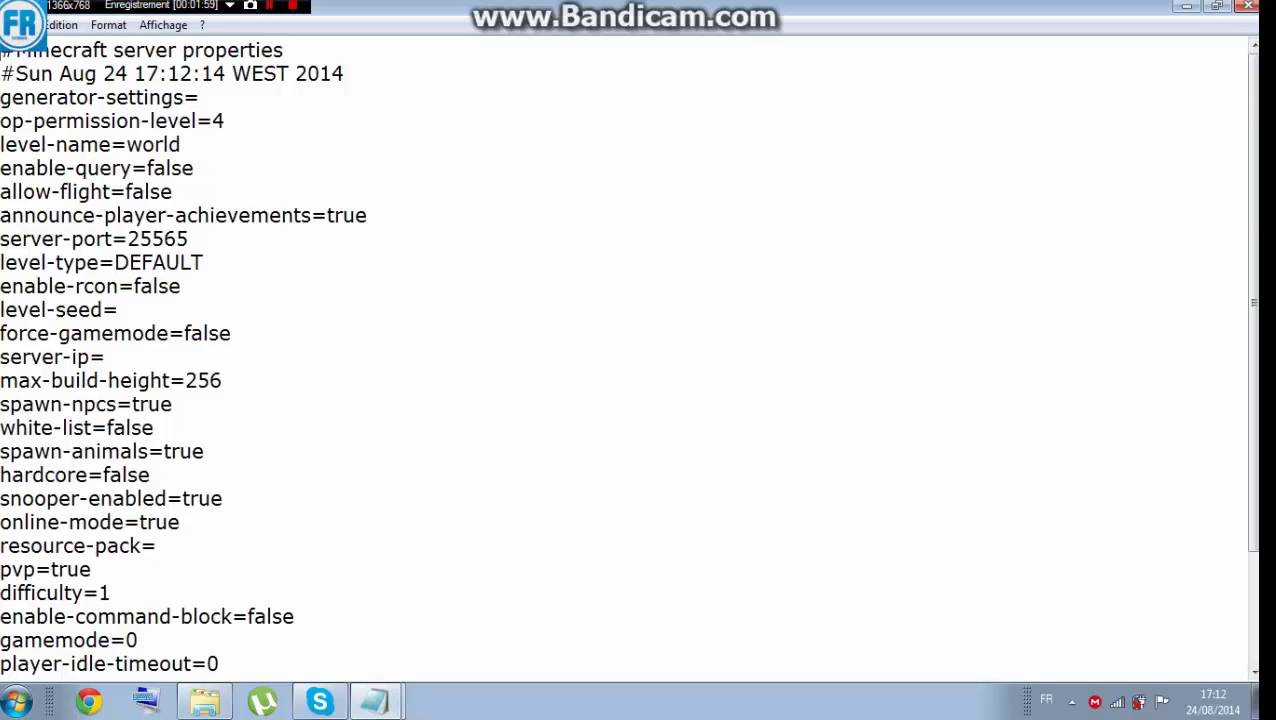 1366x768 Enregistrement [00:01:59]
www.Bandicam.com
FR
Edition Format Affichage ?
#Minecraft server properties
#Sun Aug 24 17:12:14 WEST 2014
generator-settings=
op-permission-level=4
level-name=world
enable-query=false
allow-flight=false
announce-player-achievements=true
server-port=25565
level-type=DEFAULT
enable-rcon=false
level-seed=
force-gamemode=false
server-ip=
max-build-height=256
spawn-npcs=true
white-list=false
spawn-animals=true
hardcore=false
snooper-enabled=true
online-mode=true
resource-pack=
pvp=true
difficulty=1
enable-command-block=false
gamemode=0
player-idle-timeout=0
FR
17:12
24/08/2014